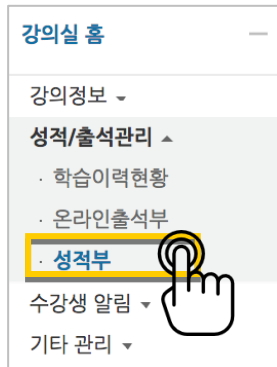 강의실 홈
강의정보
성적/출석관리
· 학습이력현황
· 온라인출석부
· 성적부
수강생 알림
기타 관리